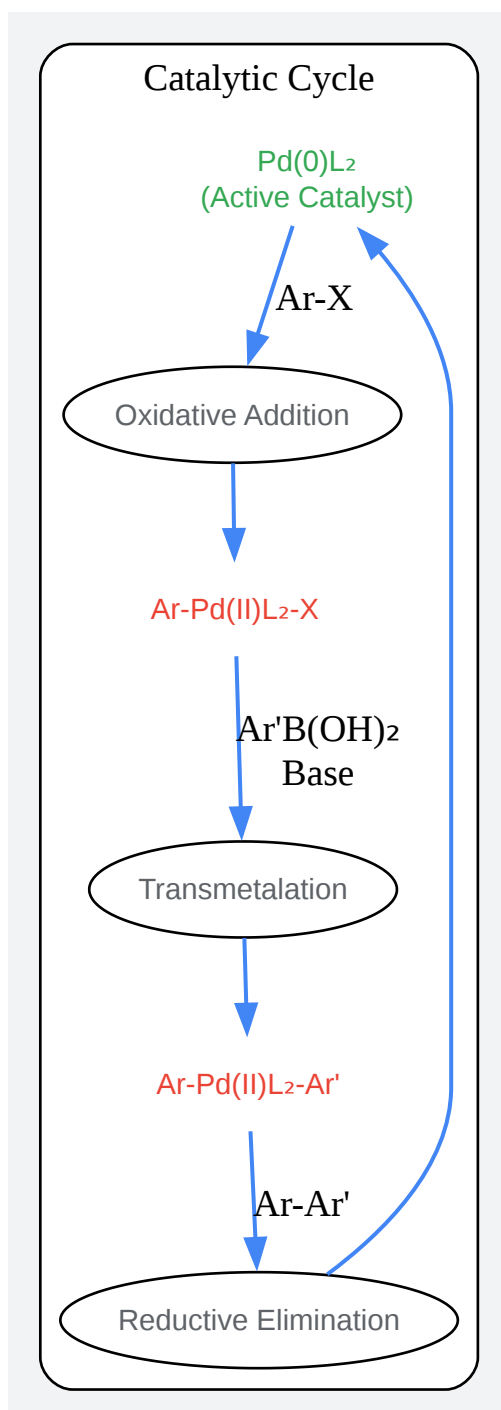 Catalytic Cycle
Pd(0)L₂
(Active Catalyst)
Ar-X
Oxidative Addition
Ar-Pd(II)L₂-X
Ar'B(OH)₂
Base
Transmetalation
Ar-Pd(II)L₂-Ar'
Ar-Ar'
Reductive Elimination